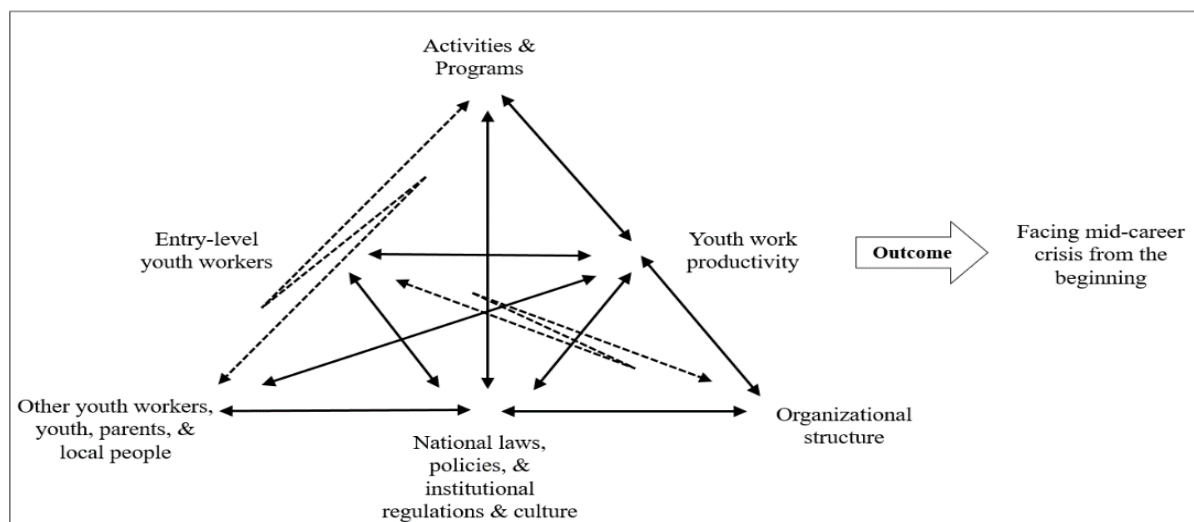 Activities &
Programs
Entry-level
youth workers
Youth work
productivity
Outcome
Facing mid-career
crisis from the
beginning
Other youth workers,
youth, parents, &
local people
National laws,
policies, &
institutional
regulations & culture
Organizational
structure